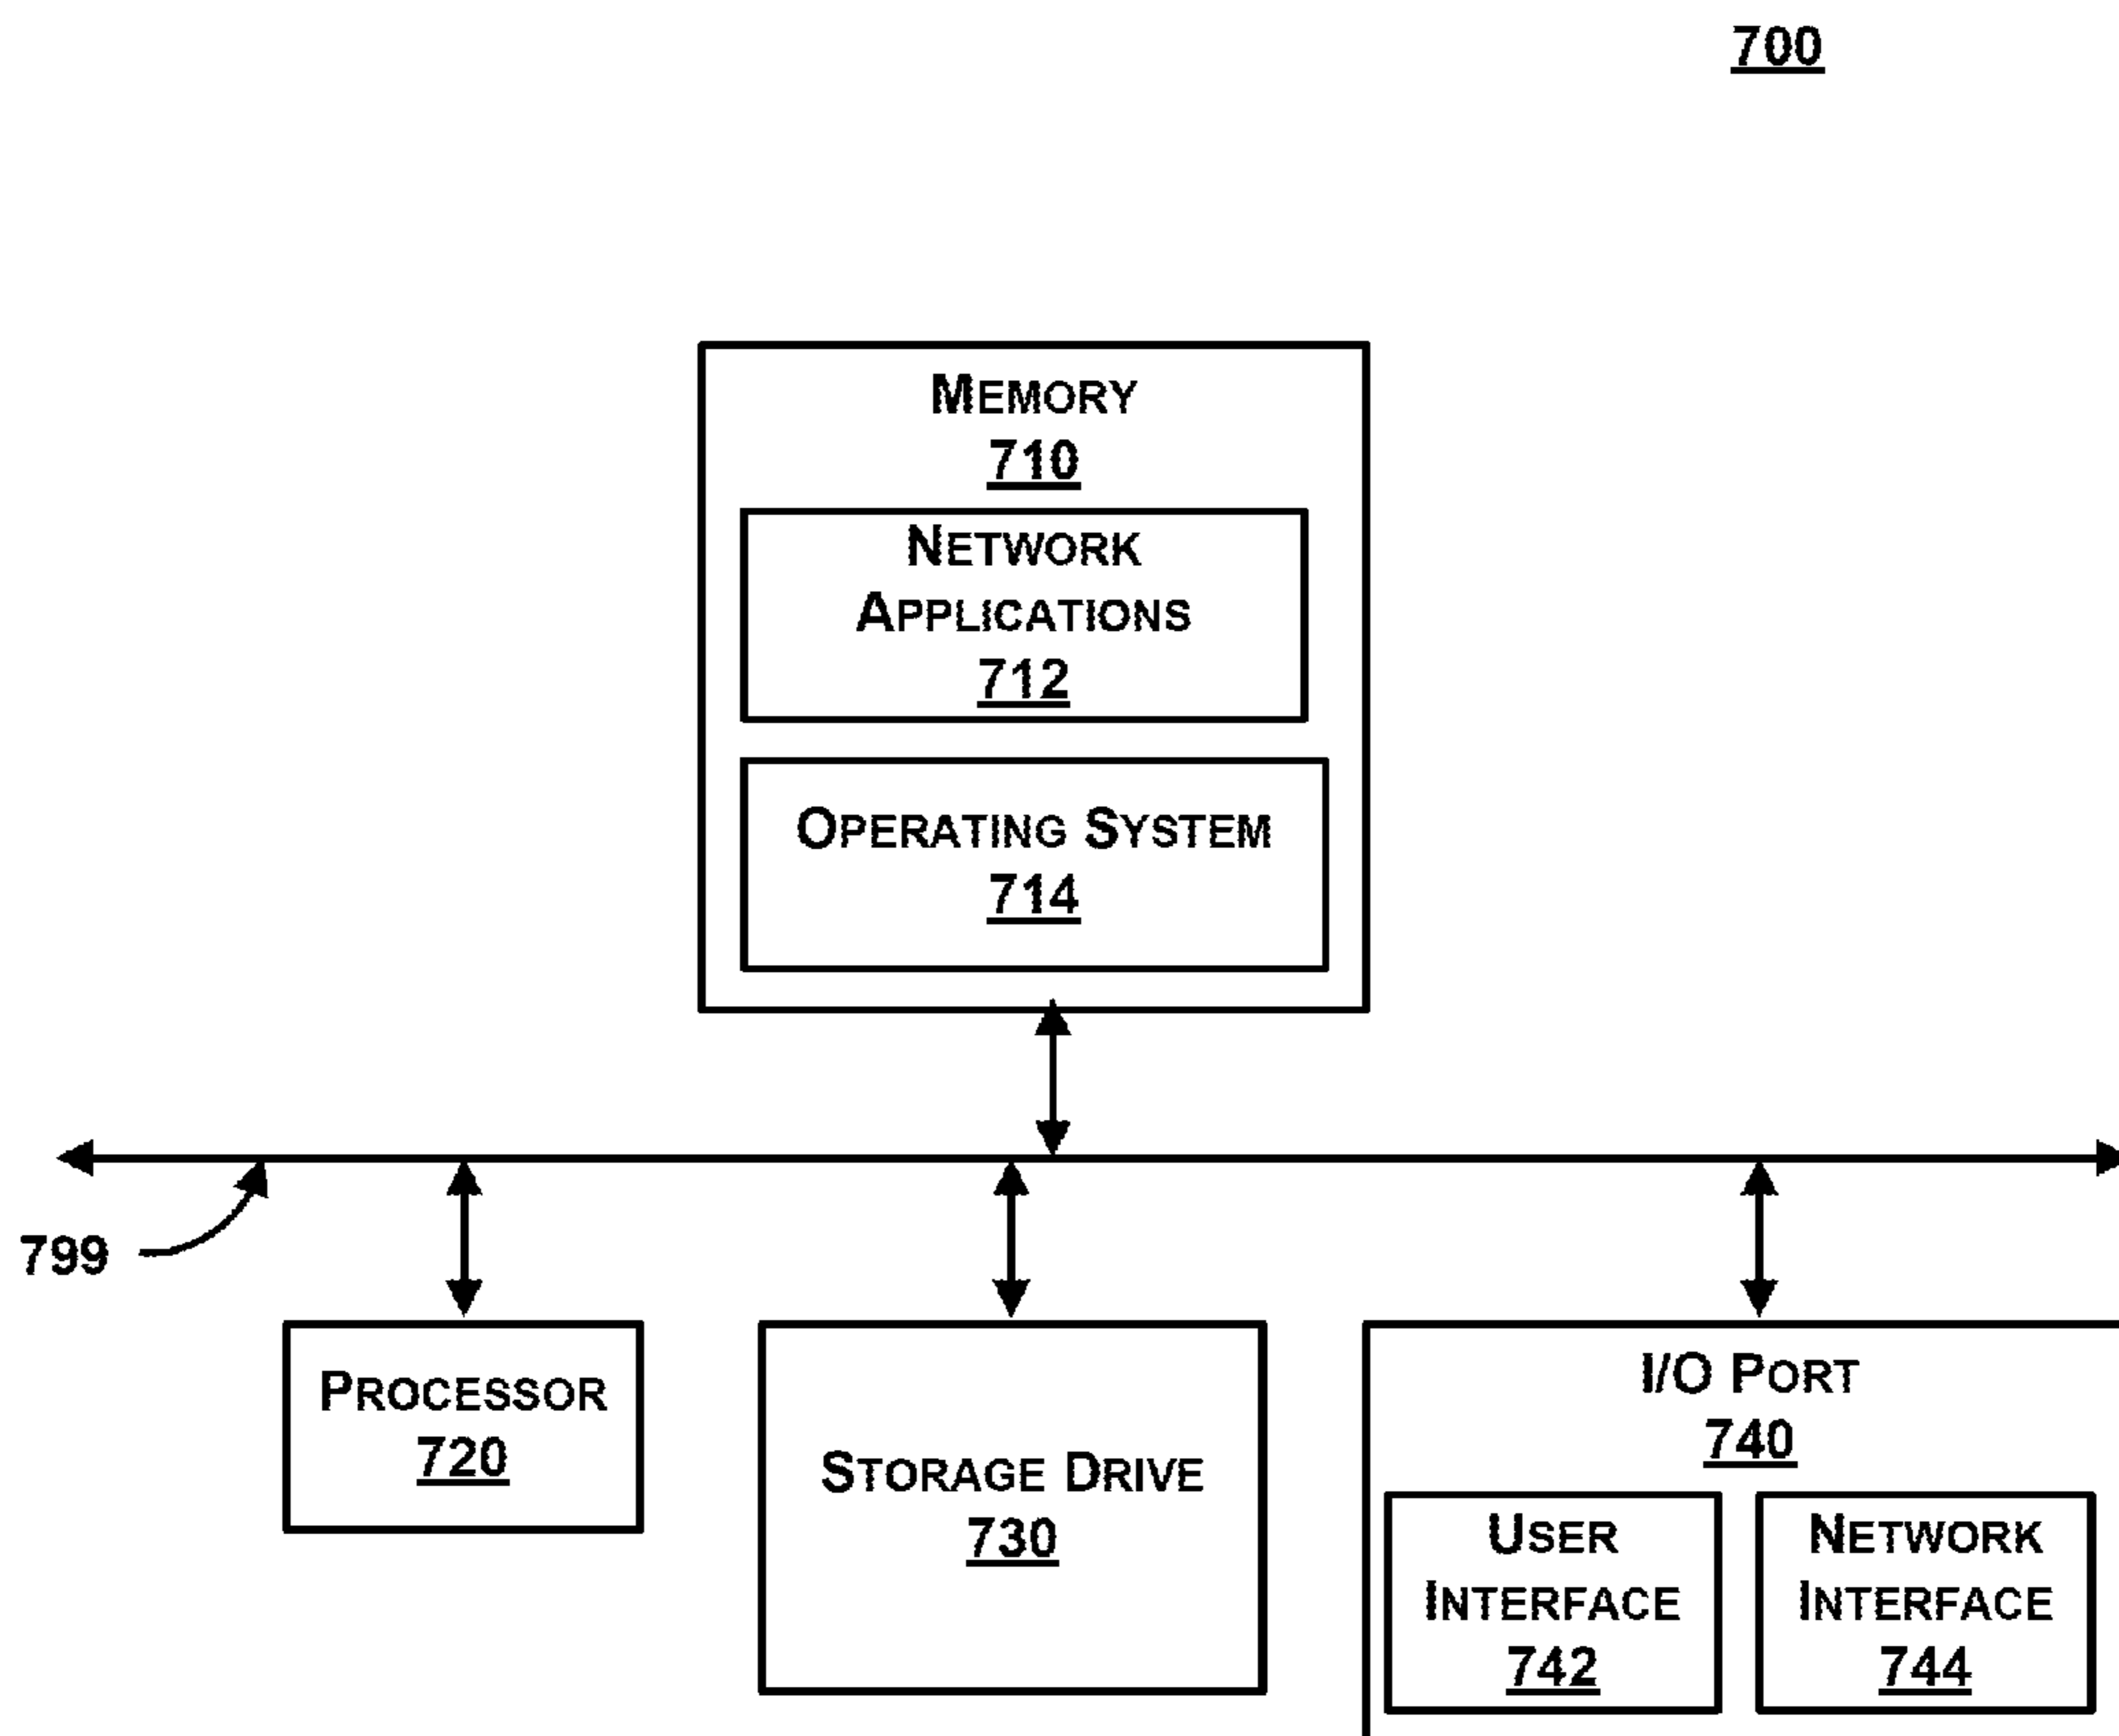 700
MEMORY
710
NETWORK
APPLICATIONS
712
OPERATING SYSTEM
714
799
PROCESSOR
720
STORAGE DRIVE
730
I/O PORT
740
USER
INTERFACE
742
NETWORK
INTERFACE
744